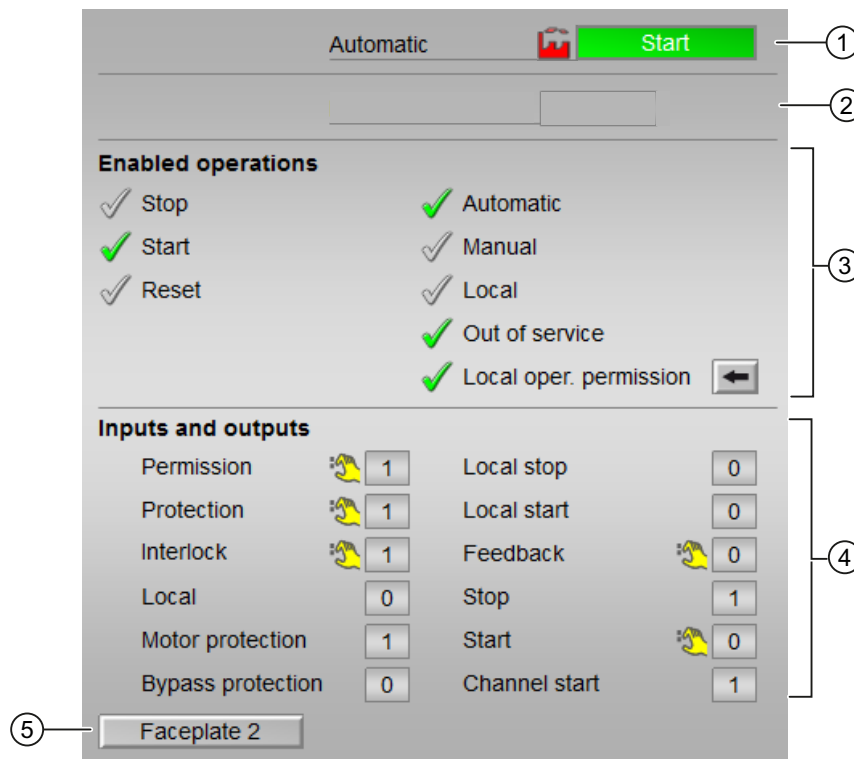 Automatic Start 1
2
Enabled operations
Stop Automatic
Start Manual
3
Reset Local
Out of service
Local oper. permission
Inputs and outputs
Permission 1 Local stop 0
Protection 1 Local start 0
Interlock 1 Feedback 0
4
Local 0 Stop 1
Motor protection 1 Start 0
Bypass protection 0 Channel start 1
5 Faceplate 2